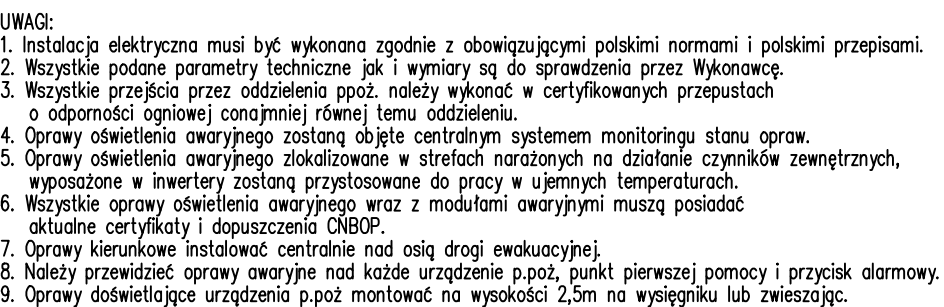 UWAGI:
1. Instalacja elektryczna musi być wykonana zgodnie z obowiązującymi polskimi normami i polskimi przepisami.
2. Wszystkie podane parametry techniczne jak i wymiary są do sprawdzenia przez Wykonawcę.
3. Wszystkie przejścia przez oddzielenia ppoż. należy wykonać w certyfikowanych przepustach
o odporności ogniowej conajmniej równej temu oddzieleniu.
4. Oprawy oświetlenia awaryjnego zostaną objęte centralnym systemem monitoringu stanu opraw.
5. Oprawy oświetlenia awaryjnego zlokalizowane w strefach narażonych na działanie czynników zewnętrznych,
wyposażone w inwertery zostaną przystosowane do pracy w ujemnych temperaturach.
6. Wszystkie oprawy oświetlenia awaryjnego wraz z modułami awaryjnymi muszą posiadać
aktualne certyfikaty i dopuszczenia CNBOP.
7. Oprawy kierunkowe instalować centralnie nad osią drogi ewakuacyjnej.
8. Należy przewidzieć oprawy awaryjne nad każde urządzenie p.poż, punkt pierwszej pomocy i przycisk alarmowy.
9. Oprawy doświetlające urządzenia p.poż montować na wysokości 2,5m na wysięgniku lub zwieszając.